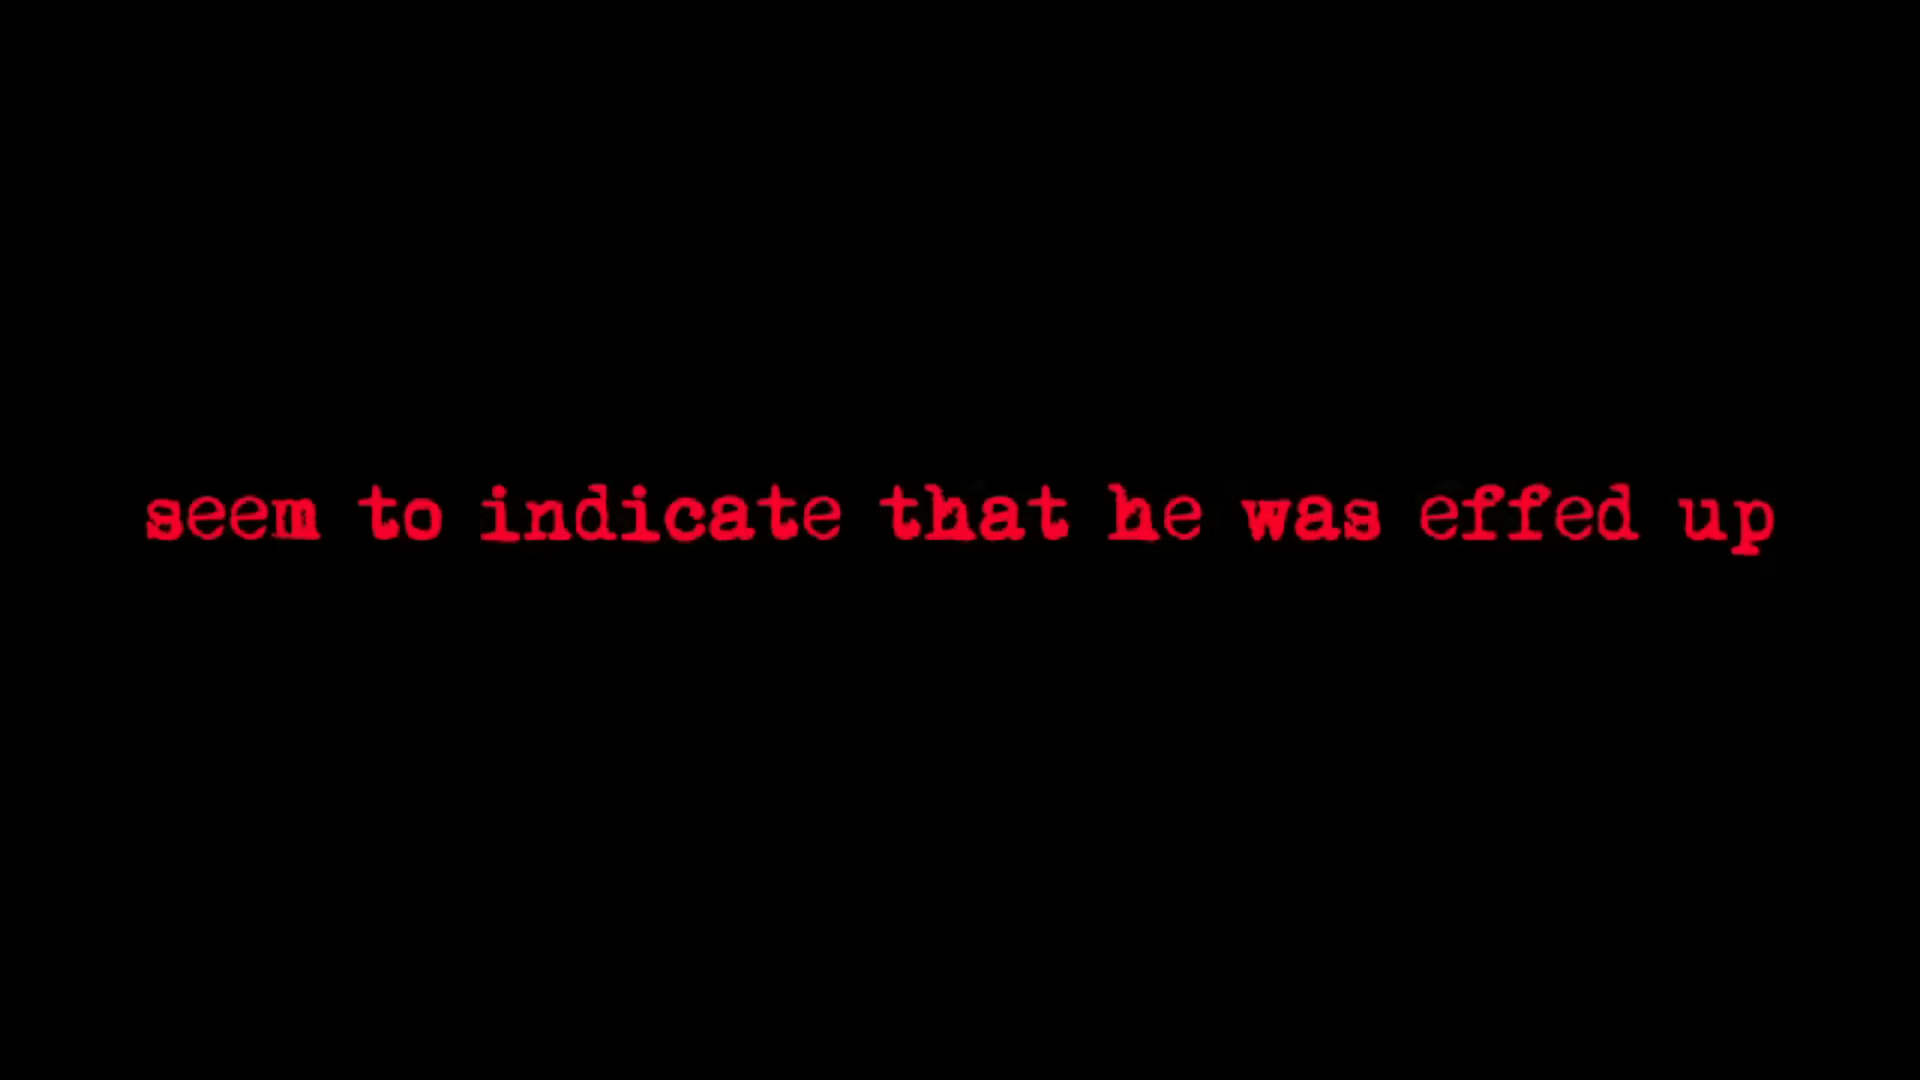 seem to indicate that he was effed up